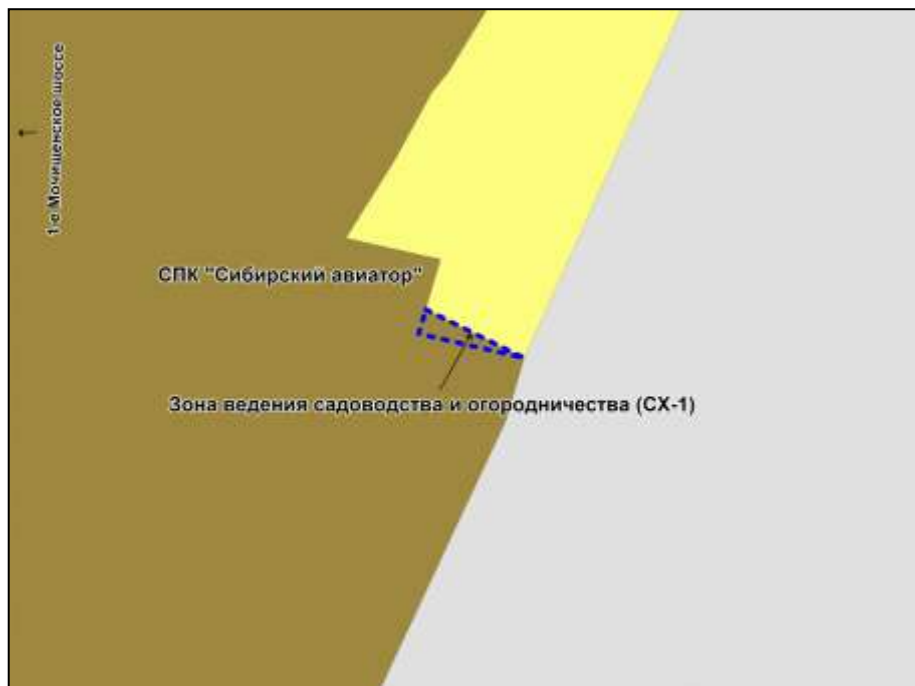 1-е Мочищенское шоссе
СПК "Сибирский авиатор"
Зона ведения садоводства и огородничества (СХ-1)